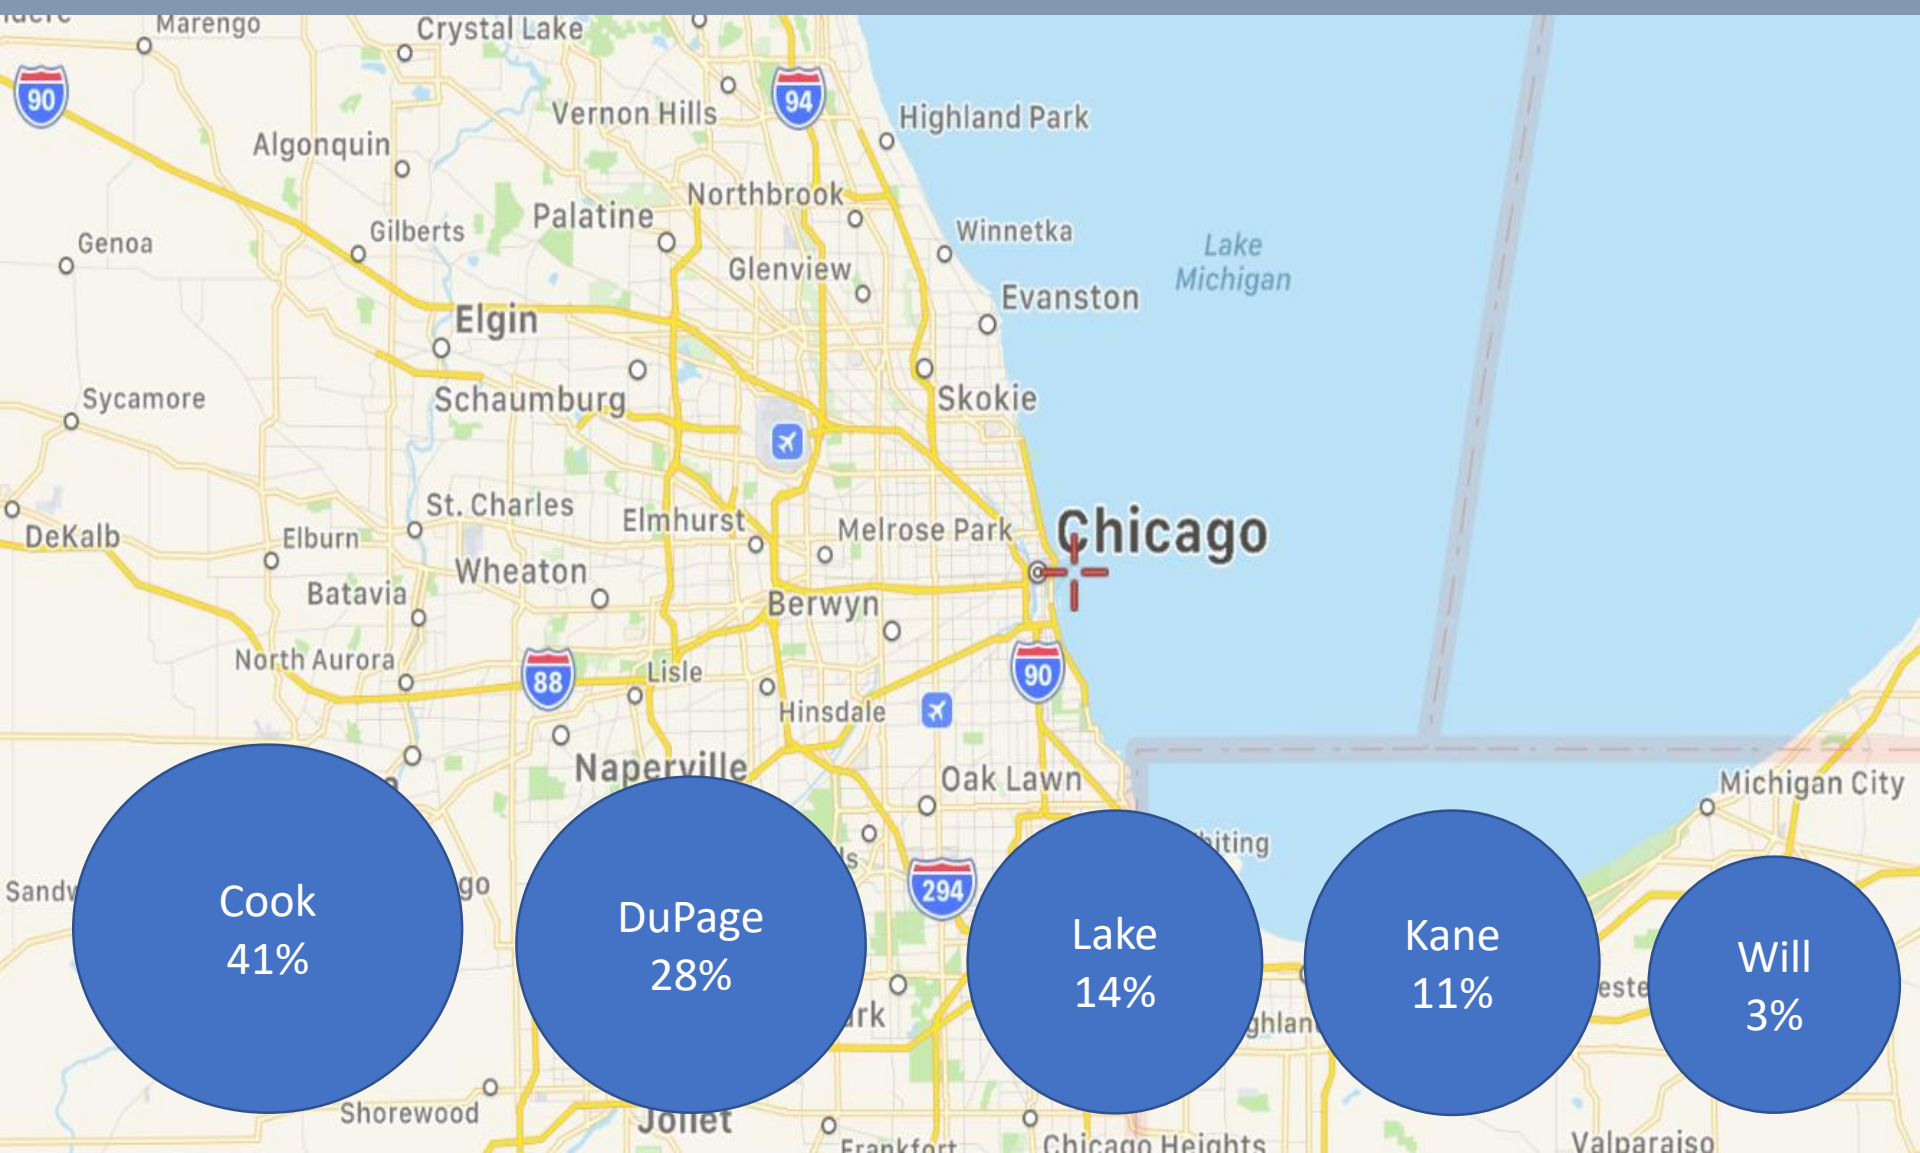 Marengo
Crystal Lake
90
94
Vernon Hills
Highland Park
Algonquin
Northbrook
Palatine
Gilberts
Winnetka
Genoa
Lake
Michigan
Glenview
Evanston
Elgin
Sycamore
Schaumburg
Skokie
St. Charles
Elmhurst
Melrose Park
Chicago
DeKalb
Elburn
Wheaton
Batavia
Berwyn
North Aurora
88
Lisle
90
Hinsdale
Naperville
Oak Lawn
Michigan City
294
Cook
41%
DuPage
28%
Lake
14%
Kane
11%
Will
3%
Shorewood
Joliet
Frankfort
Chicago Heights
Valparaiso